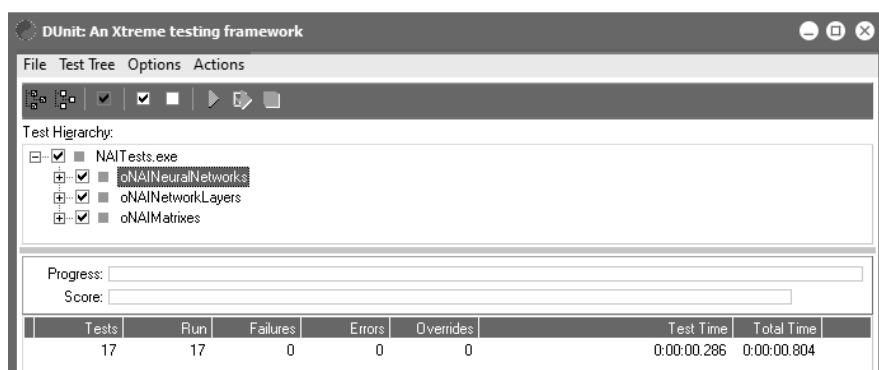 DUnit: An Xtreme testing framework
File Test Tree Options Actions
Test Hierarchy:
NAITests.exe
oNAINeuralNetworks
oNAINetworkLayers
oNAIMatrixes
Progress:
Score:
Tests Run Failures Errors Overrides Test Time Total Time
17 17 0 0 0 0:00:00.286 0:00:00.804